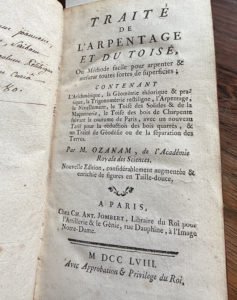 TRAITÉ
DE
L'ARPENTAGE
ET DU TOISÉ,
Ou Méthode facile pour arpenter &
mesurer toutes sortes de superficies;
CONTENANT
L'Arithmétique, la Géométrie théorique & pra-
tique, la Trigonométrie rectiligne, l'Arpentage,
le Nivellement, le Toisé des Solides & de la
Maçonnerie, le Toisé des bois de Charpente
suivant la coutume de Paris, avec un nouveau
Tarif pour la réduction des bois quarrés, &
un Traité de Géodésie ou de la séparation des
Terres.
Par M. OZANAM, de l'Académie
Royale des Sciences.
Nouvelle Edition, considérablement augmentée &
enrichie de figures en Taille-douce.
A PARIS,
Chez CH. ANT. JOMBERT, Libraire du Roi pour
l'Artillerie & le Génie, rue Dauphine, à l'Image
Notre-Dame.
M DCC LVIII.
Avec Approbation & Privilege du Roi.